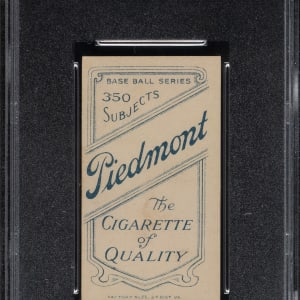 BASE BALL SERIES
350
SUBJECTS
Piedmont
The
CIGARETTE
of
QUALITY